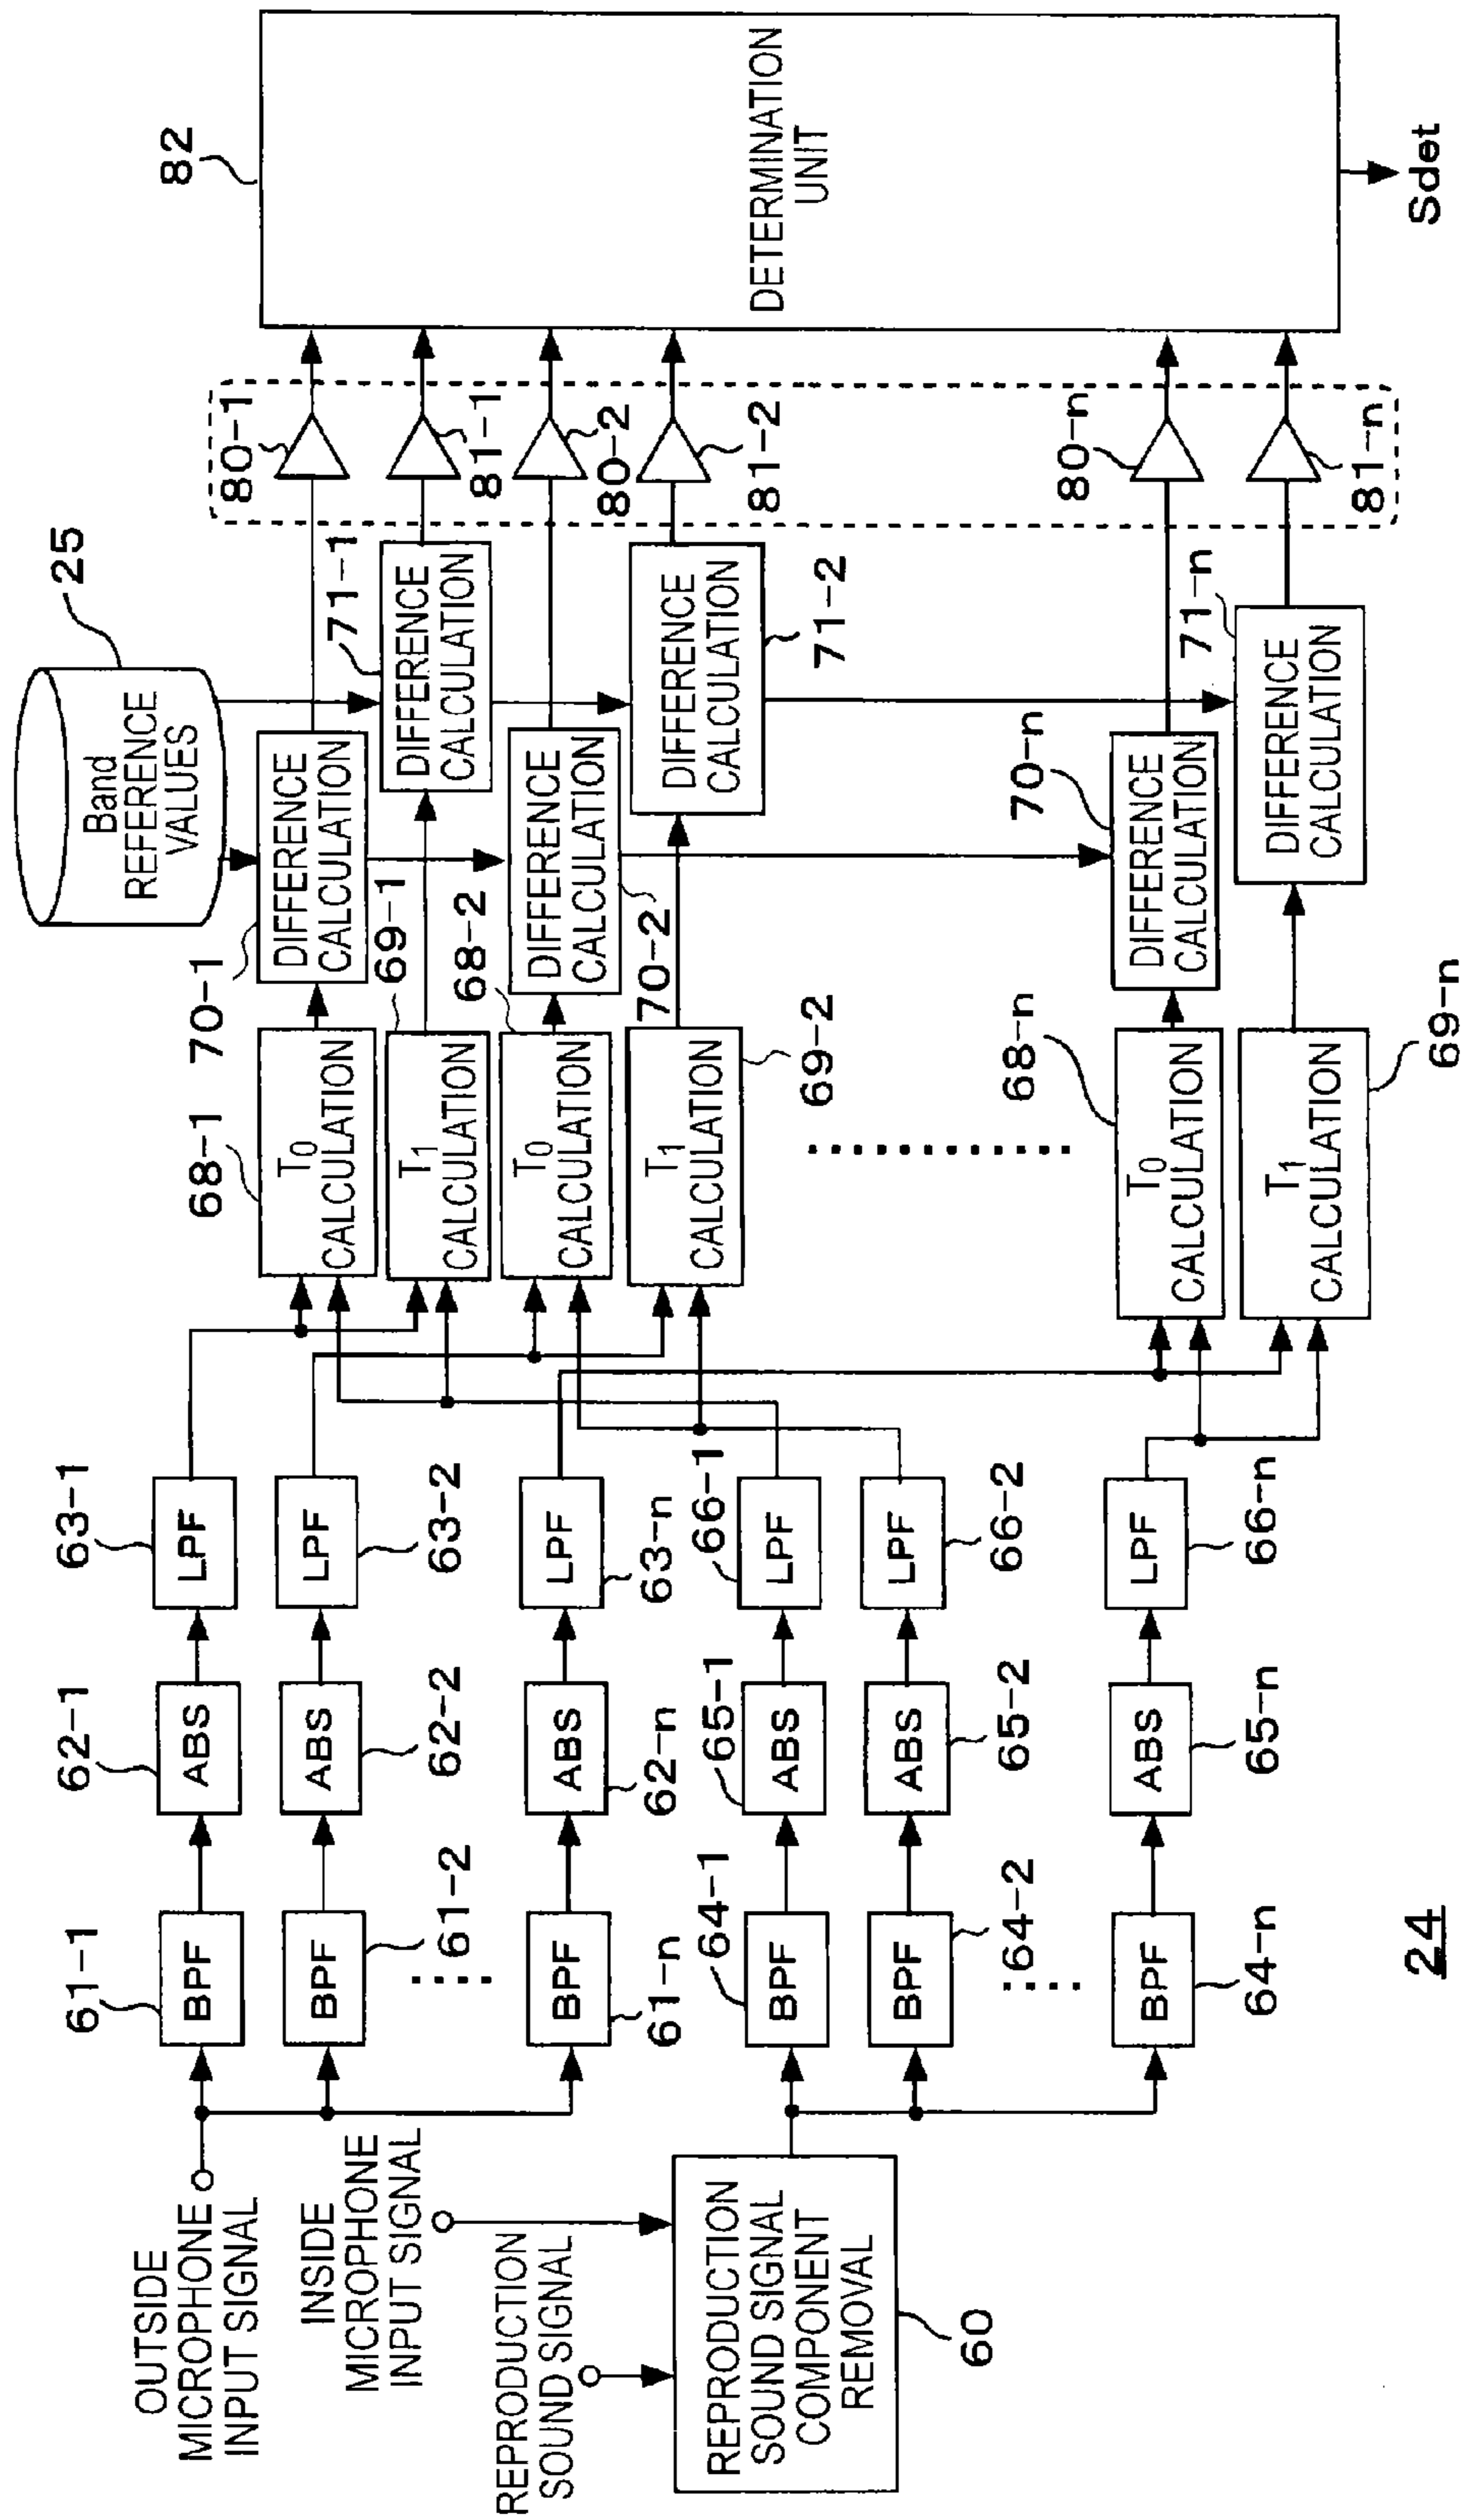 OUTSIDE
MICROPHONE
INPUT SIGNAL
INSIDE
MICROPHONE
INPUT SIGNAL
REPRODUCTION
SOUND SIGNAL
REPRODUCTION
SOUND SIGNAL
COMPONENT
REMOVAL
60
61-1
BPF
BPF
61-2
BPF
61-n
64-1
BPF
BPF
64-2
BPF
64-n
62-1
ABS
ABS
62-2
ABS
62-n
65-1
ABS
ABS
65-2
ABS
65-n
63-1
LPF
LPF
63-2
LPF
63-n
66-1
LPF
LPF
66-2
LPF
66-n
68-1
T0
CALCULATION
69-1
T1
CALCULATION
68-2
T0
CALCULATION
T1
CALCULATION
69-2
68-n
T0
CALCULATION
T1
CALCULATION
69-n
25
Band
REFERENCE
VALUES
70-1
DIFFERENCE
CALCULATION
71-1
DIFFERENCE
CALCULATION
DIFFERENCE
CALCULATION
70-2
DIFFERENCE
CALCULATION
71-2
70-n
DIFFERENCE
CALCULATION
71-n
DIFFERENCE
CALCULATION
80-1
81-1
80-2
81-2
80-n
81-n
82
DETERMINATION
UNIT
Sdet
24